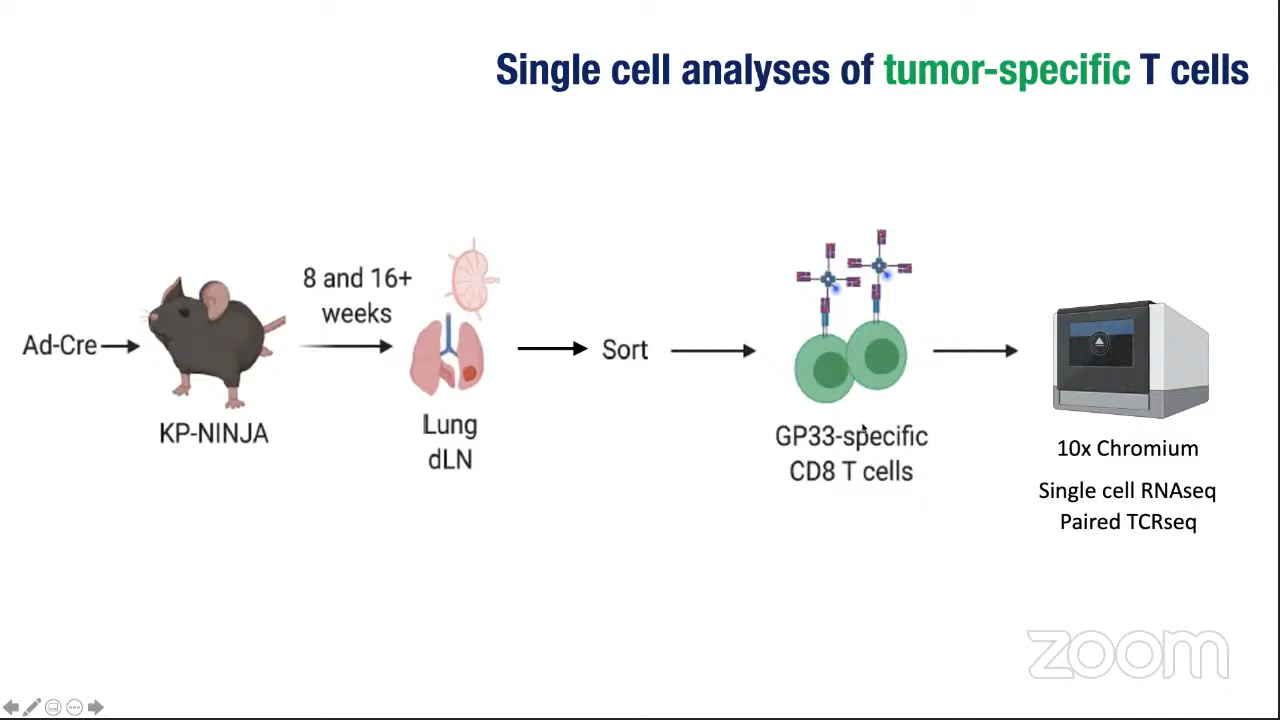 Single cell analyses of tumor-specific T cells
8 and 16+
weeks
Ad-Cre
Sort
KP-NINJA
Lung
dLN
GP33-specific
CD8 T cells
10x Chromium
Single cell RNAseq
Paired TCRseq
zoom